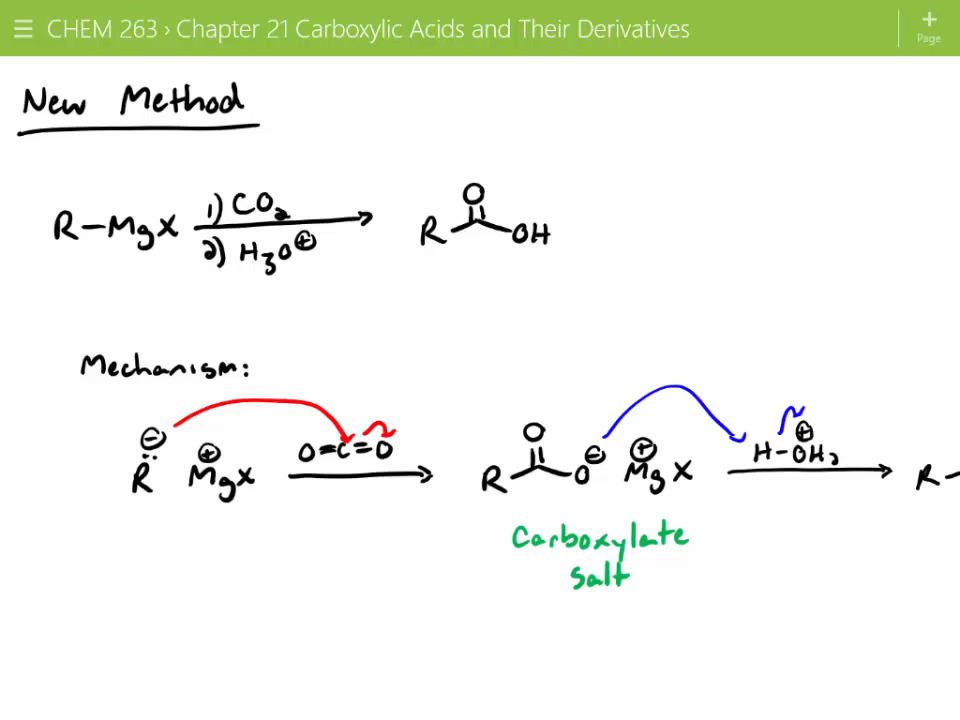 ☰ CHEM 263 › Chapter 21 Carboxylic Acids and Their Derivatives
+
Page
New Method
R-MgX 1) CO₂ 2) H₃O⊕ → R O OH
Mechanism:
⊖ R: ⊕ MgX O=C=O → R O O⊖ ⊕ MgX H-OH₂ ⊕ → R-
Carboxylate
salt